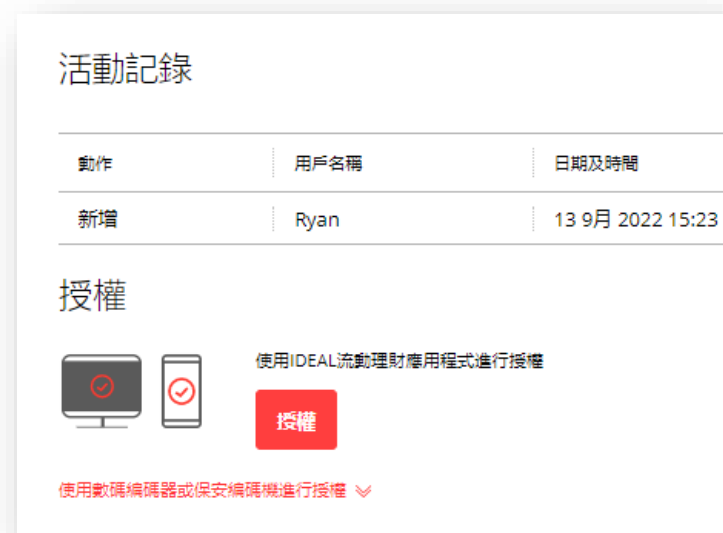 活動記錄
動作 用戶名稱 日期及時間
新增 Ryan 13 9月 2022 15:23
授權
使用IDEAL流動理財應用程式進行授權
授權
使用數碼編碼器或保安編碼機進行授權